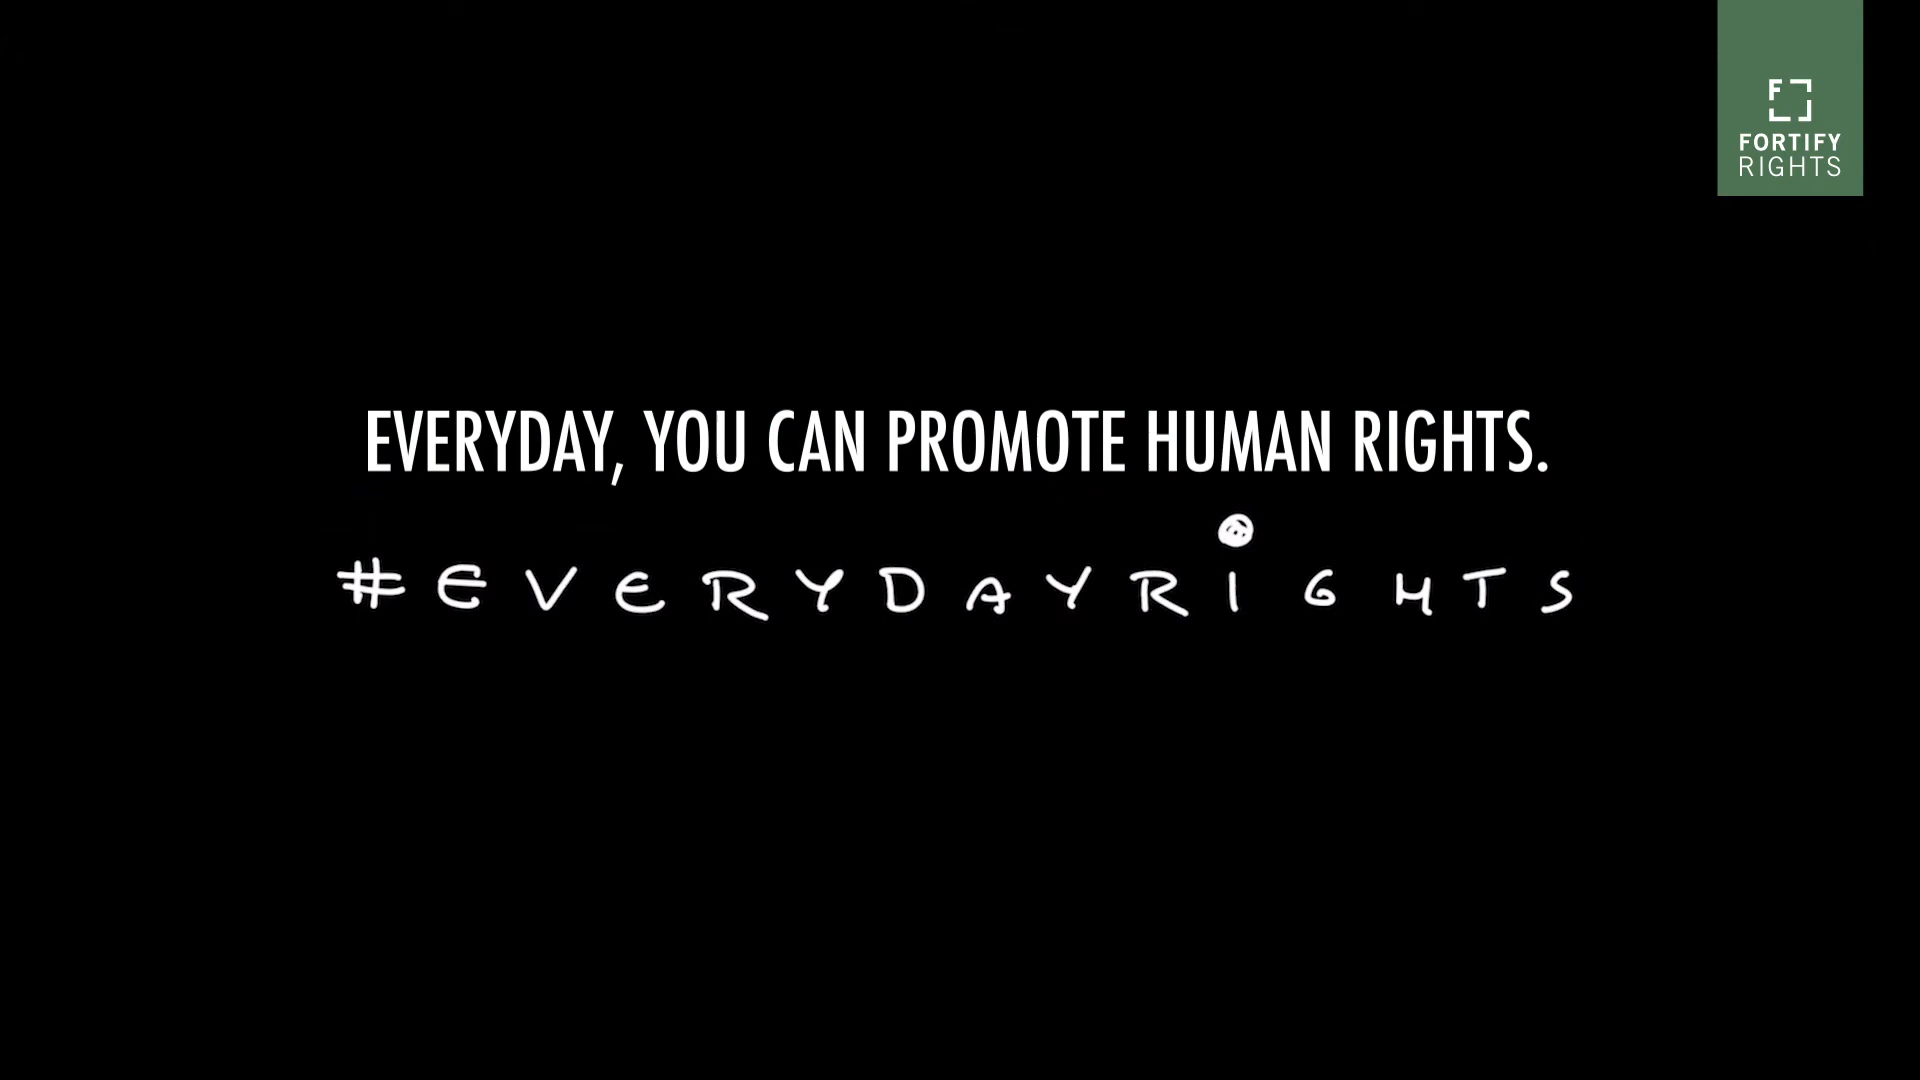 F
FORTIFY
RIGHTS
EVERYDAY, YOU CAN PROMOTE HUMAN RIGHTS.
#EVERYDAYRIGHTS